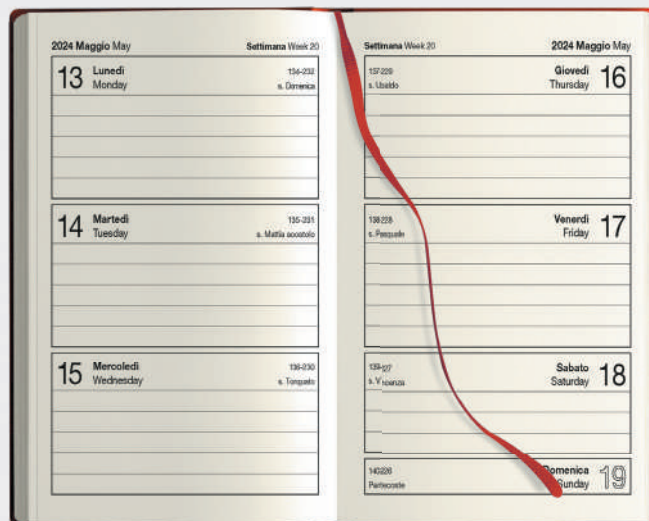 2024 Maggio May
Settimana Week 20
13
Lunedì
Monday
134-232
s. Domenica
14
Martedì
Tuesday
135-231
s. Mattia apostolo
15
Mercoledì
Wednesday
136-230
s. Torquato
Settimana Week 20
2024 Maggio May
137-229
s. Ubaldo
Giovedì
Thursday
16
138-228
s. Pasquale
Venerdì
Friday
17
s. V ncenza
Sabato
Saturday
18
140-226
Pentecoste
Domenica
Sunday
19